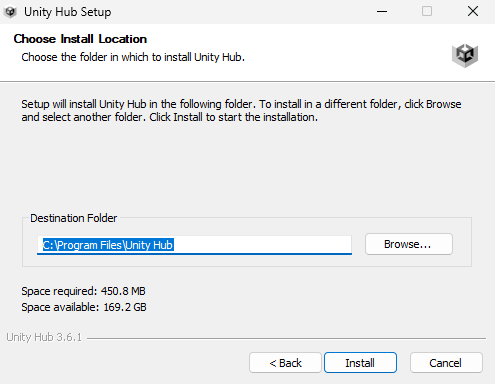 Unity Hub Setup
Choose Install Location
Choose the folder in which to install Unity Hub.
Setup will install Unity Hub in the following folder. To install in a different folder, click Browse
and select another folder. Click Install to start the installation.
Destination Folder
C:\Program Files\Unity Hub
Browse...
Space required: 450.8 MB
Space available: 169.2 GB
Unity Hub 3.6.1
< Back
Install
Cancel